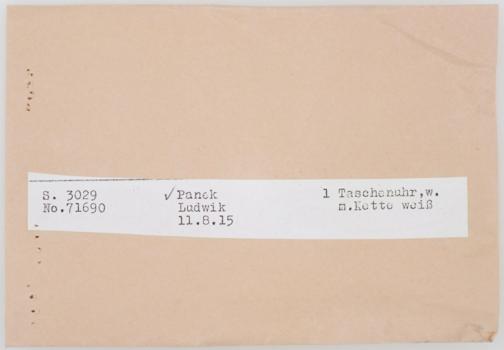 S. 3029 ✓Panek 1 Taschenuhr,w.
No.71690 Ludwik m.Kette weiß
11.8.15